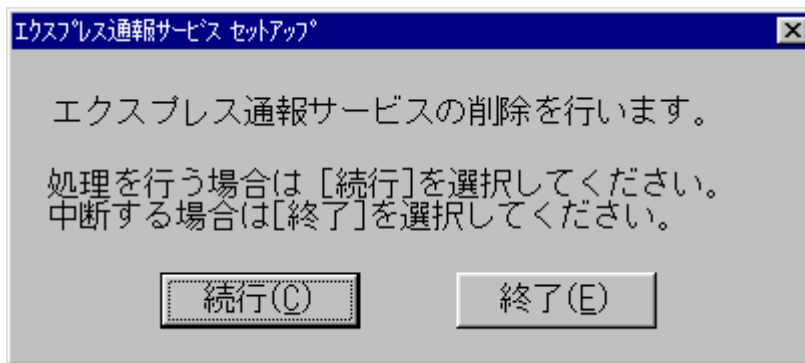 エクスプレス通報サービス セットアップ
エクスプレス通報サービスの削除を行います。
処理を行う場合は [続行]を選択してください。
中断する場合は[終了]を選択してください。
続行(C)
終了(E)